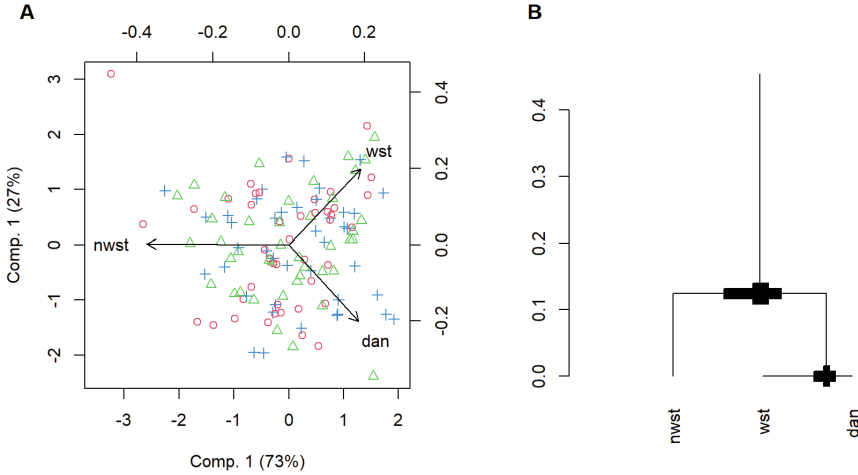 A
B
-0.4 -0.2 0.0 0.2
3
2
1
0
-1
-2
Comp. 1 (27%)
0.4
0.2
0.0
-0.2
wst
nwst
dan
-3 -2 -1 0 1 2
Comp. 1 (73%)
0.4
0.3
0.2
0.1
0.0
nwst
wst
dan